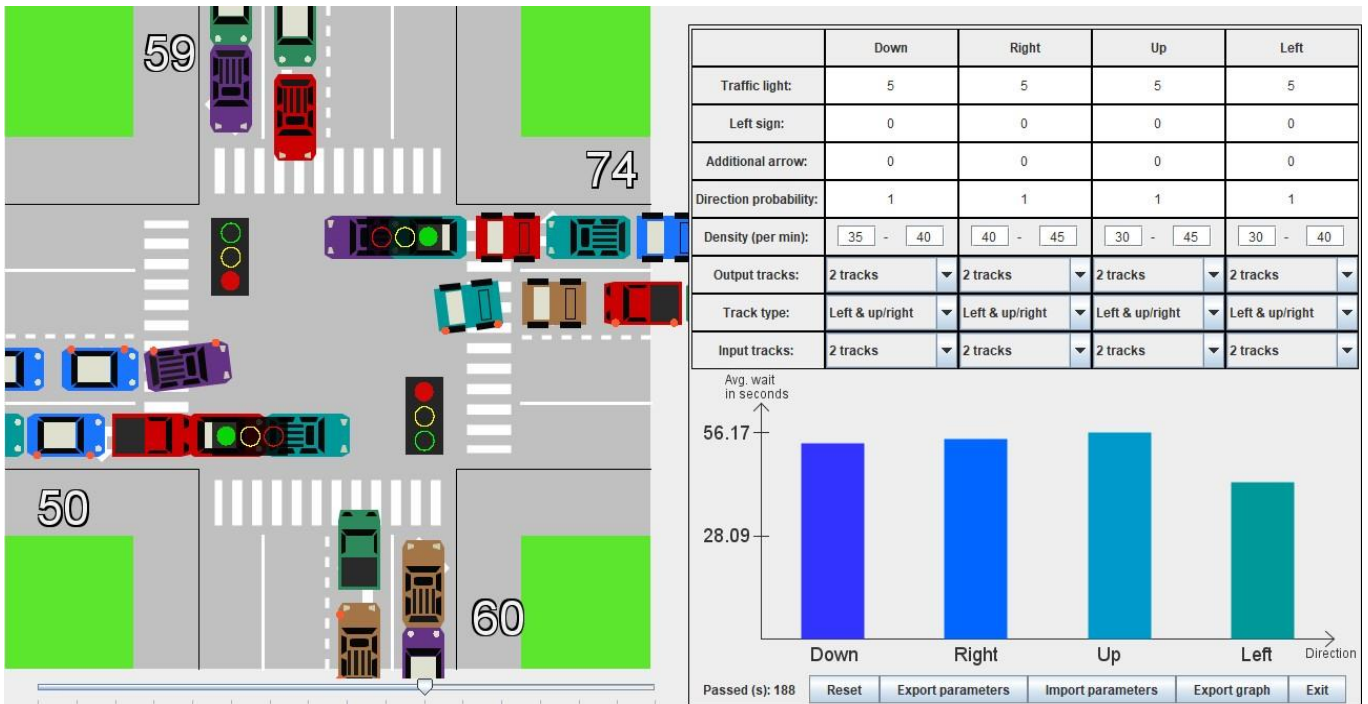 59
74
50
60
Down Right Up Left
Traffic light: 5 5 5 5
Left sign: 0 0 0 0
Additional arrow: 0 0 0 0
Direction probability: 1 1 1 1
Density (per min): 35 - 40 40 - 45 30 - 45 30 - 40
Output tracks: 2 tracks 2 tracks 2 tracks 2 tracks
Track type: Left & up/right Left & up/right Left & up/right Left & up/right
Input tracks: 2 tracks 2 tracks 2 tracks 2 tracks
Avg. wait
in seconds
56.17
28.09
Down Right Up Left Direction
Passed (s): 188 Reset Export parameters Import parameters Export graph Exit